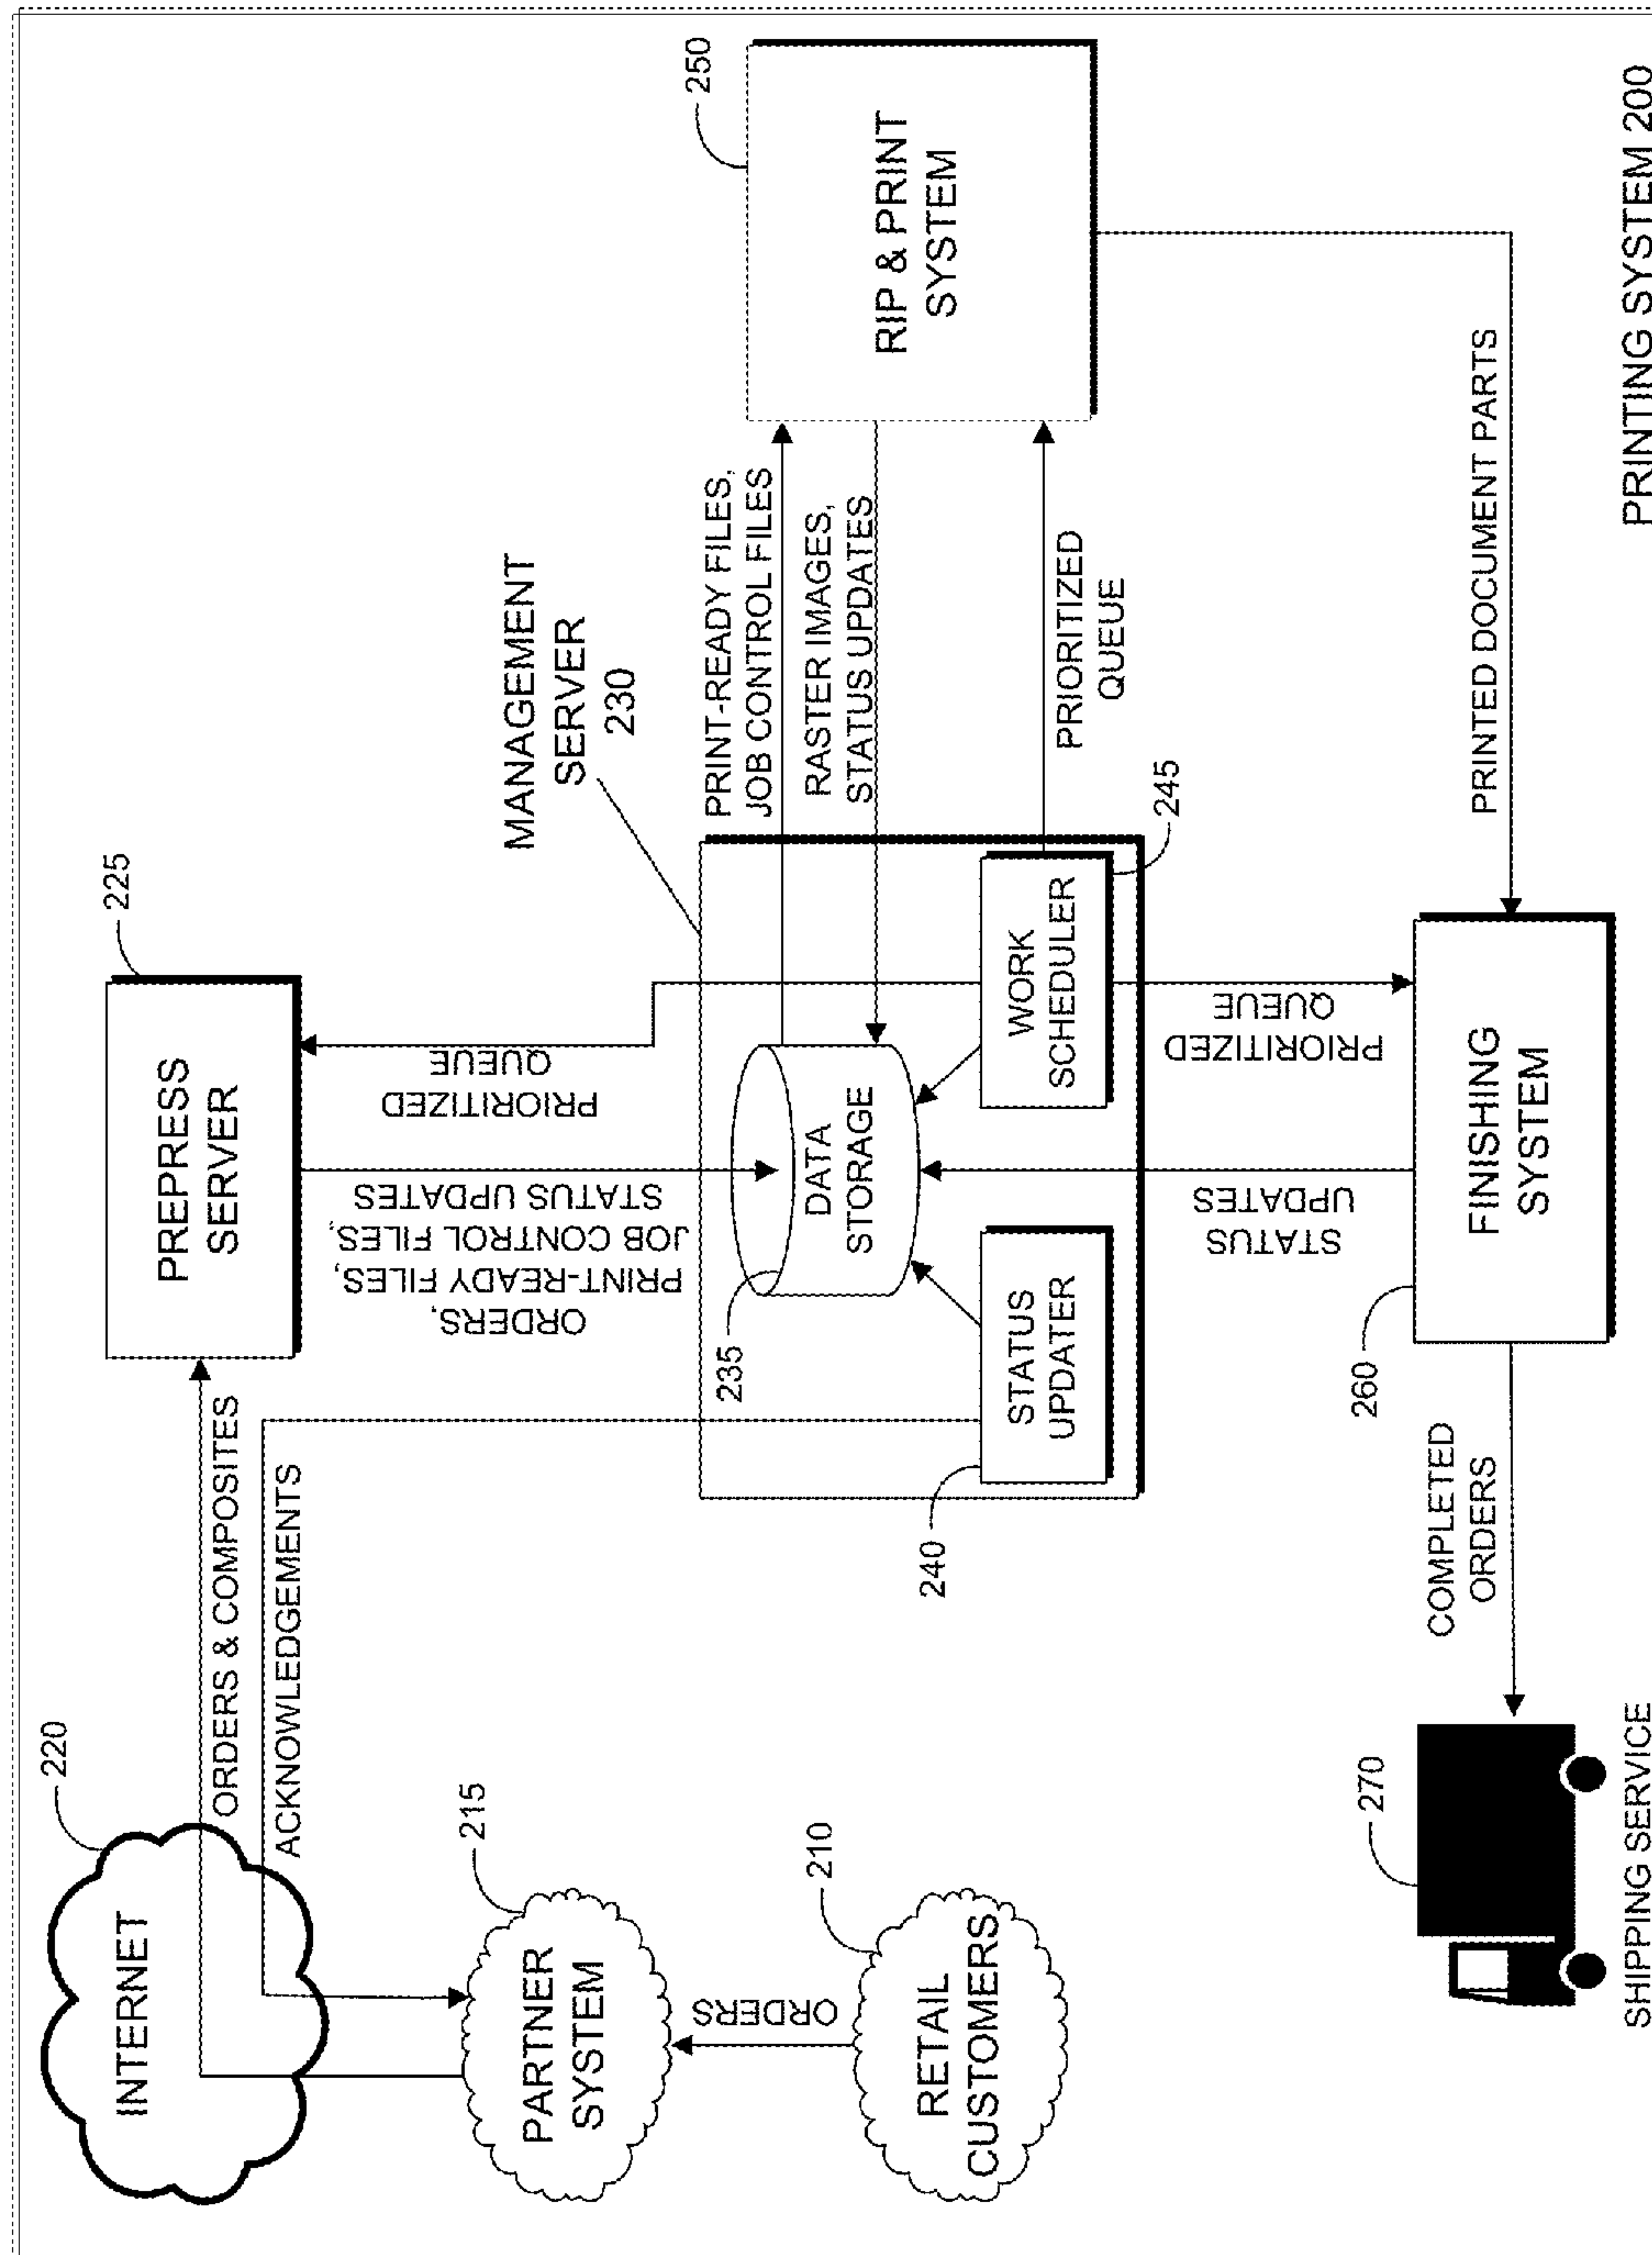 INTERNET
220
ORDERS & COMPOSITES
ACKNOWLEDGEMENTS
PREPRESS
SERVER
225
PARTNER
SYSTEM
215
ORDERS
RETAIL
CUSTOMERS
210
ORDERS,
PRINT-READY FILES,
JOB CONTROL FILES,
STATUS UPDATES
PRIORITIZED
QUEUE
MANAGEMENT
SERVER
230
235
DATA
STORAGE
STATUS
UPDATER
240
WORK
SCHEDULER
245
PRINT-READY FILES,
JOB CONTROL FILES
RASTER IMAGES,
STATUS UPDATES
PRIORITIZED
QUEUE
RIP & PRINT
SYSTEM
250
STATUS
UPDATES
PRIORITIZED
QUEUE
PRINTED DOCUMENT PARTS
FINISHING
SYSTEM
260
COMPLETED
ORDERS
270
SHIPPING SERVICE
PRINTING SYSTEM 200